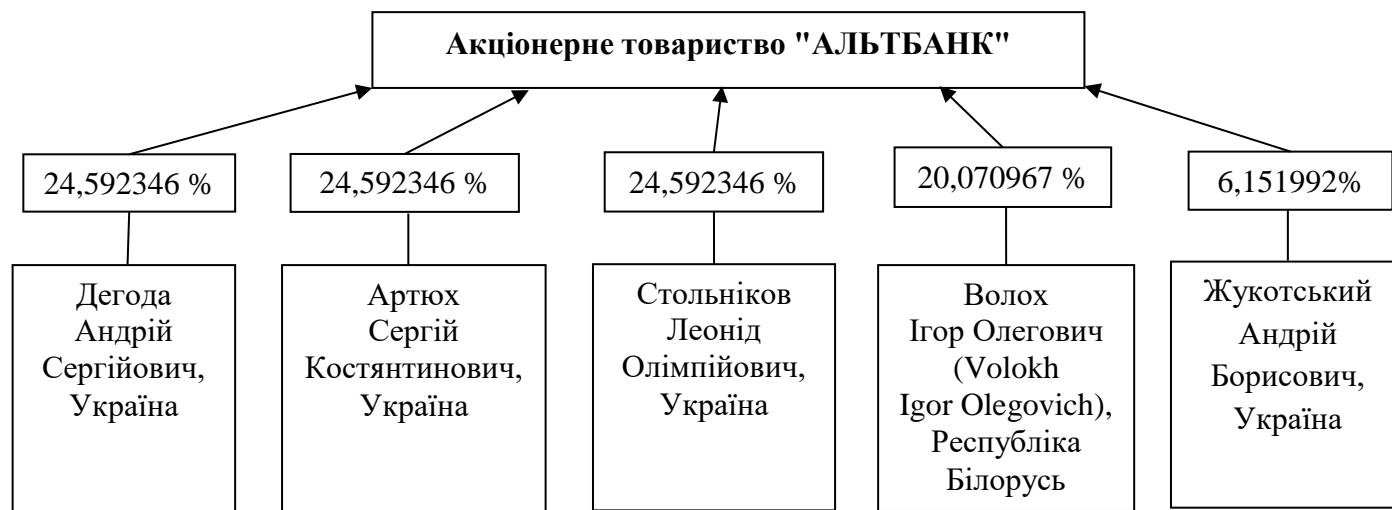 Акціонерне товариство "АЛЬТБАНК"
24,592346 %
24,592346 %
24,592346 %
20,070967 %
6,151992%
Дегода
Андрій
Сергійович,
Україна
Артюх
Сергій
Костянтинович,
Україна
Стольніков
Леонід
Олімпійович,
Україна
Волох
Ігор Олегович
(Volokh
Igor Olegovich),
Республіка
Білорусь
Жукотський
Андрій
Борисович,
Україна